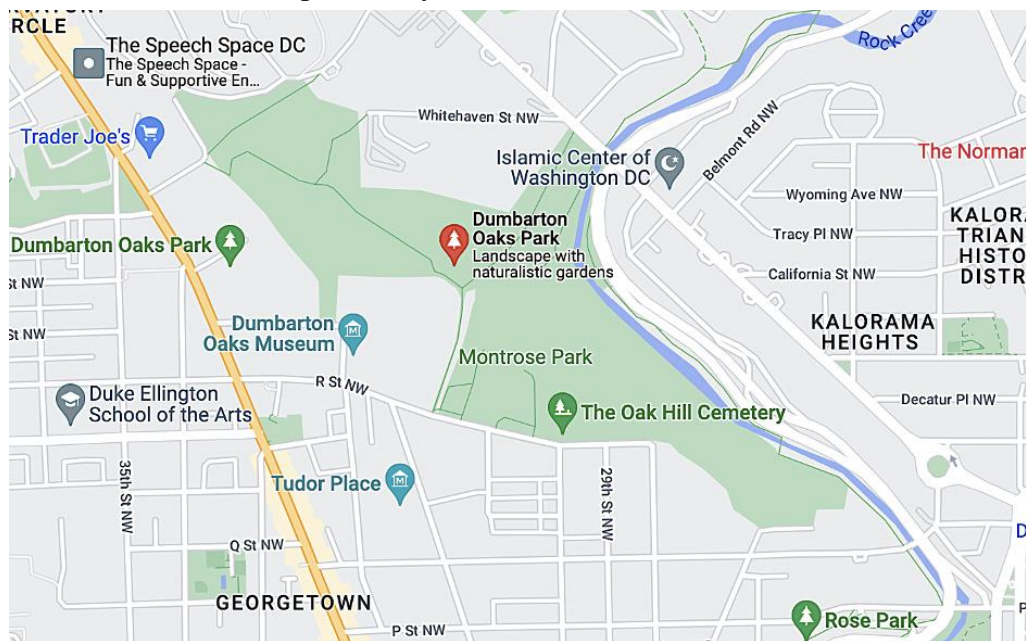 RCLE
The Speech Space DC
The Speech Space -
Fun & Supportive En...
Rock Cree
Whitehaven St NW
Trader Joe's
Islamic Center of
Washington DC
Belmont Rd NW
The Norman
Wyoming Ave NW
Dumbarton
Oaks Park
Landscape with
naturalistic gardens
KALORA
TRIAN
HISTO
DISTR
Dumbarton Oaks Park
Tracy Pl NW
California St NW
St NW
Dumbarton
Oaks Museum
KALORAMA
HEIGHTS
St NW
Montrose Park
R St NW
Duke Ellington
School of the Arts
Decatur Pl NW
The Oak Hill Cemetery
35th St NW
Tudor Place
29th St NW
Q St NW
D
GEORGETOWN
P St NW
Rose Park
P